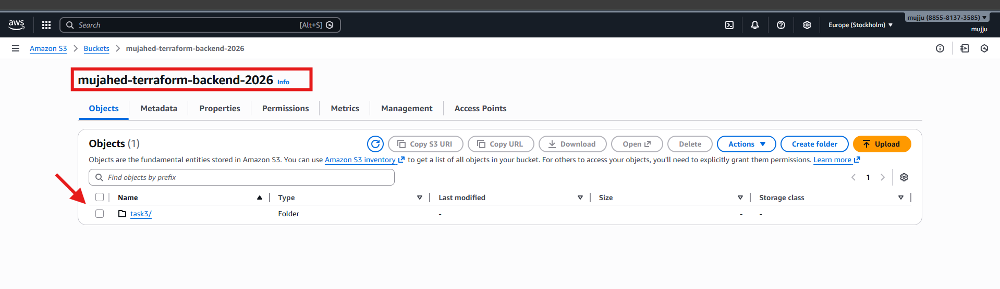 aws Search [Alt+S] Europe (Stockholm) mujju (8855-8137-3585)
mujju
Amazon S3 Buckets mujahed-terraform-backend-2026
mujahed-terraform-backend-2026 Info
Objects Metadata Properties Permissions Metrics Management Access Points
Objects (1) Copy S3 URI Copy URL Download Open Delete Actions Create folder Upload
Objects are the fundamental entities stored in Amazon S3. You can use Amazon S3 inventory to get a list of all objects in your bucket. For others to access your objects, you'll need to explicitly grant them permissions. Learn more
Find objects by prefix 1
Name Type Last modified Size Storage class
task3/ Folder - - -